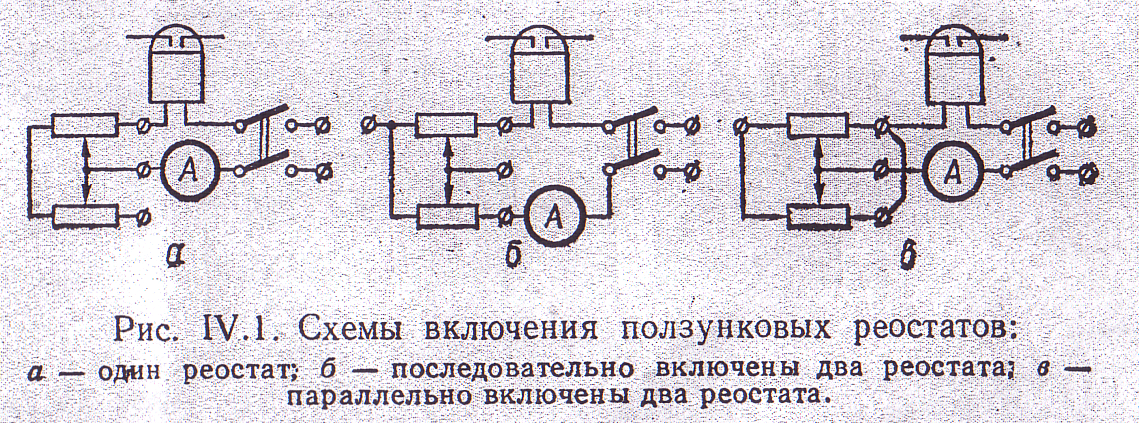 А А А
а б в
Рис. IV.1. Схемы включения ползунковых реостатов:
а — один реостат; б — последовательно включены два реостата; в —
параллельно включены два реостата.